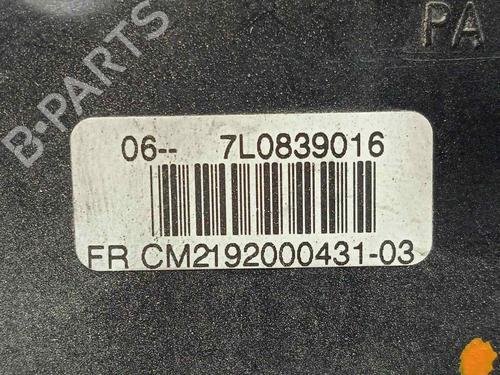 B-PARTS
PA
06-- 7L0839016
FR CM2192000431-03